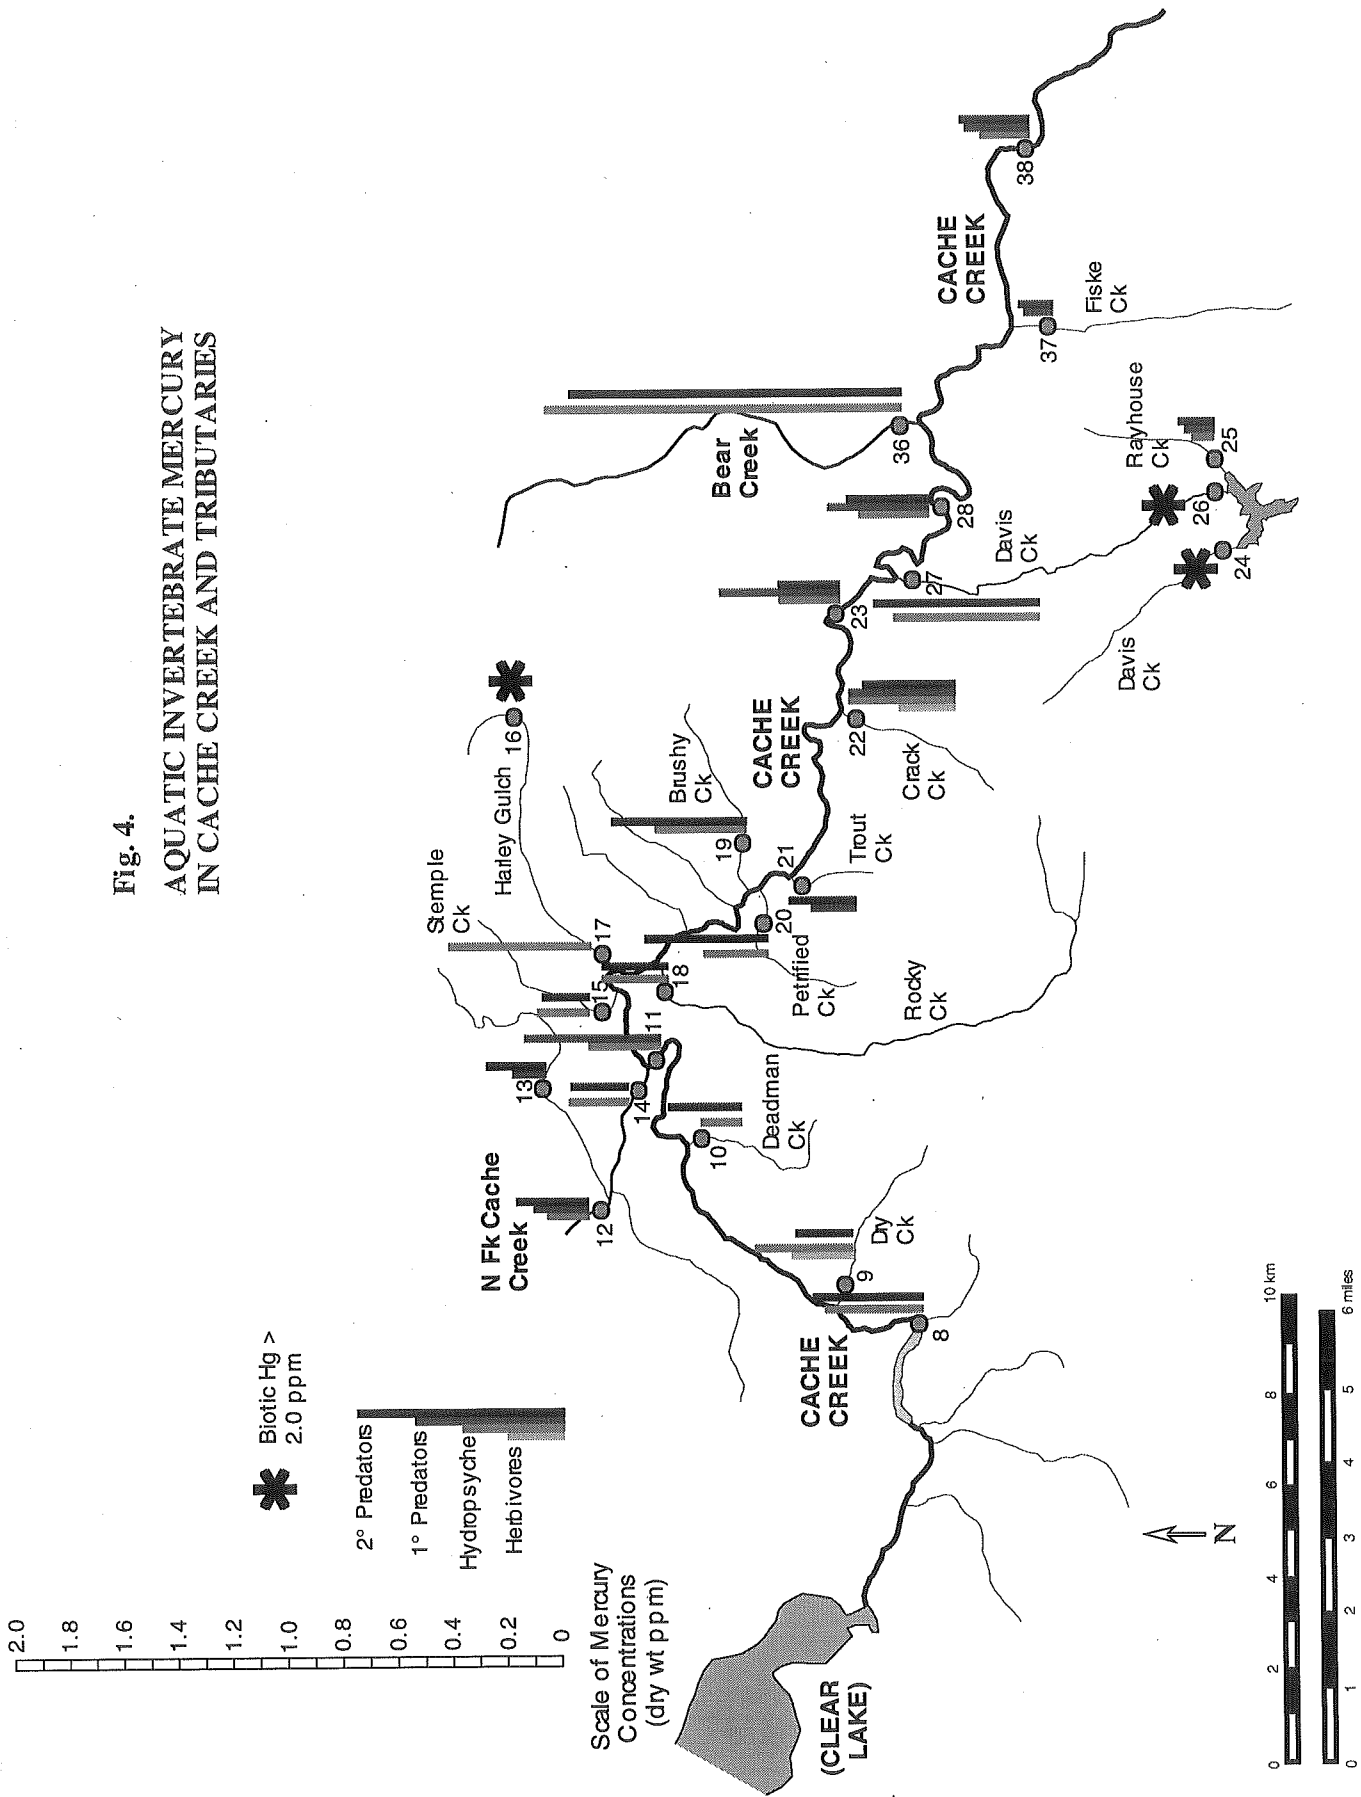 Fig. 4.
AQUATIC INVERTEBRATE MERCURY
IN CACHE CREEK AND TRIBUTARIES
2.0
1.8
1.6
1.4
1.2
1.0
0.8
0.6
0.4
0.2
0
Scale of Mercury
Concentrations
(dry wt ppm)
Biotic Hg >
2.0 ppm
2° Predators
1° Predators
Hydropsyche
Herbivores
(CLEAR
LAKE)
N
0
2
4
6
8
10 km
0
1
2
3
4
5
6 miles
CACHE
CREEK
8
9
Dry
Ck
N Fk Cache
Creek
12
10
Deadman
Ck
13
14
11
15
Stemple
Ck
Harley Gulch
16
17
18
Rocky
Ck
Petrified
Ck
20
19
Brushy
Ck
21
Trout
Ck
CACHE
CREEK
22
Crack
Ck
23
27
Davis
Ck
Davis
Ck
24
26
25
Rayhouse
Ck
28
Bear
Creek
36
37
Fiske
Ck
CACHE
CREEK
38